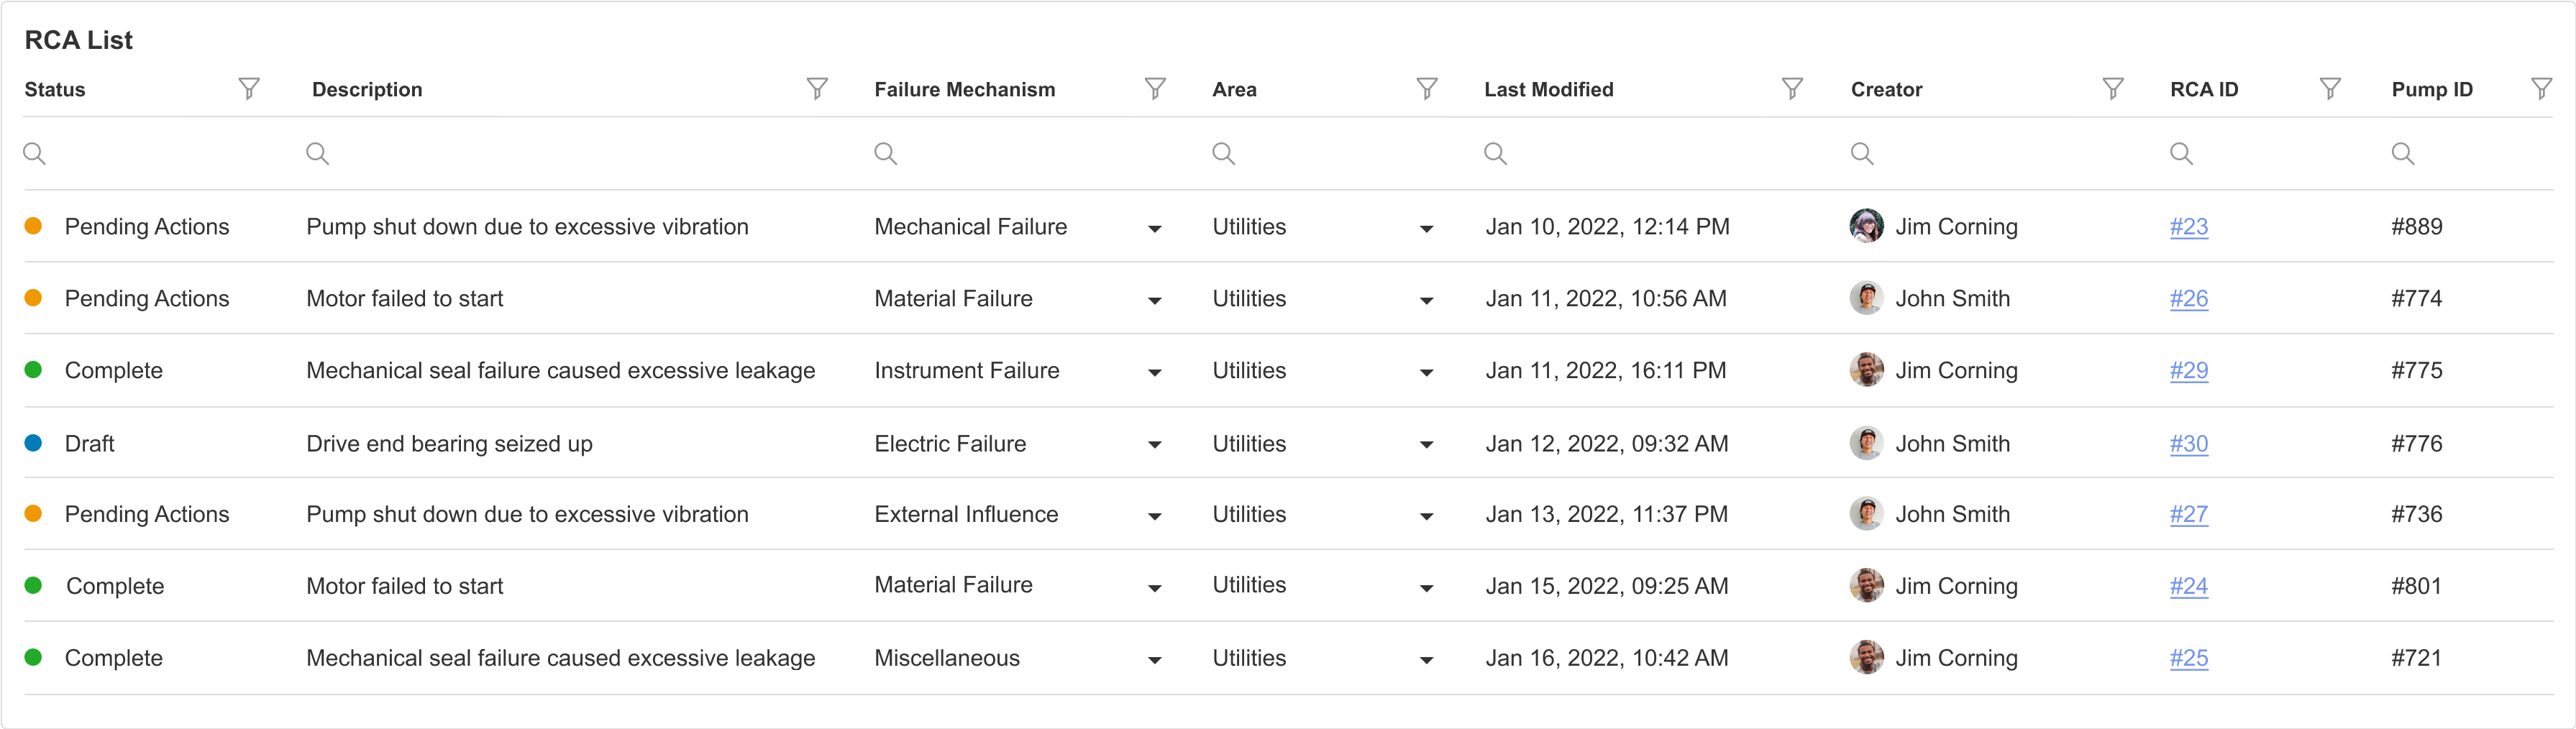 RCA List
Status Description Failure Mechanism Area Last Modified Creator RCA ID Pump ID
Pending Actions Pump shut down due to excessive vibration Mechanical Failure Utilities Jan 10, 2022, 12:14 PM Jim Corning #23 #889
Pending Actions Motor failed to start Material Failure Utilities Jan 11, 2022, 10:56 AM John Smith #26 #774
Complete Mechanical seal failure caused excessive leakage Instrument Failure Utilities Jan 11, 2022, 16:11 PM Jim Corning #29 #775
Draft Drive end bearing seized up Electric Failure Utilities Jan 12, 2022, 09:32 AM John Smith #30 #776
Pending Actions Pump shut down due to excessive vibration External Influence Utilities Jan 13, 2022, 11:37 PM John Smith #27 #736
Complete Motor failed to start Material Failure Utilities Jan 15, 2022, 09:25 AM Jim Corning #24 #801
Complete Mechanical seal failure caused excessive leakage Miscellaneous Utilities Jan 16, 2022, 10:42 AM Jim Corning #25 #721